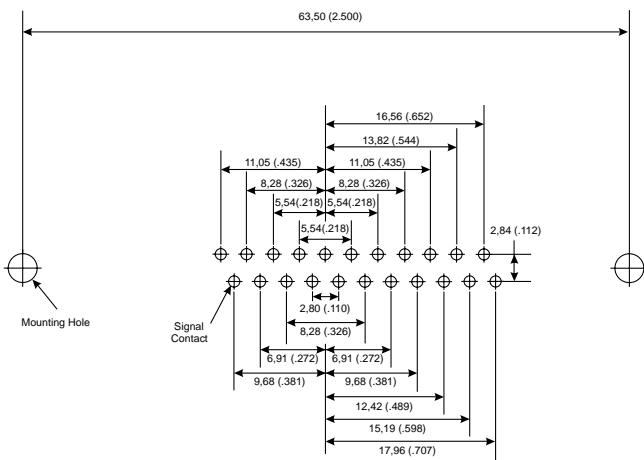 63,50 (2.500)
16,56 (.652)
13,82 (.544)
11,05 (.435) 11,05 (.435)
8,28 (.326) 8,28 (.326)
5,54(.218) 5,54(.218)
5,54(.218)
2,84 (.112)
Mounting Hole
Signal
Contact
2,80 (.110)
8,28 (.326)
6,91 (.272) 6,91 (.272)
9,68 (.381) 9,68 (.381)
12,42 (.489)
15,19 (.598)
17,96 (.707)